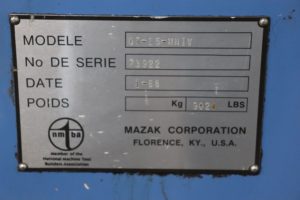 MODELE
No DE SERIE
DATE
POIDS Kg LBS
nmtba
member of the
National Machine Tool
Builders Association
MAZAK CORPORATION
FLORENCE, KY., U.S.A.